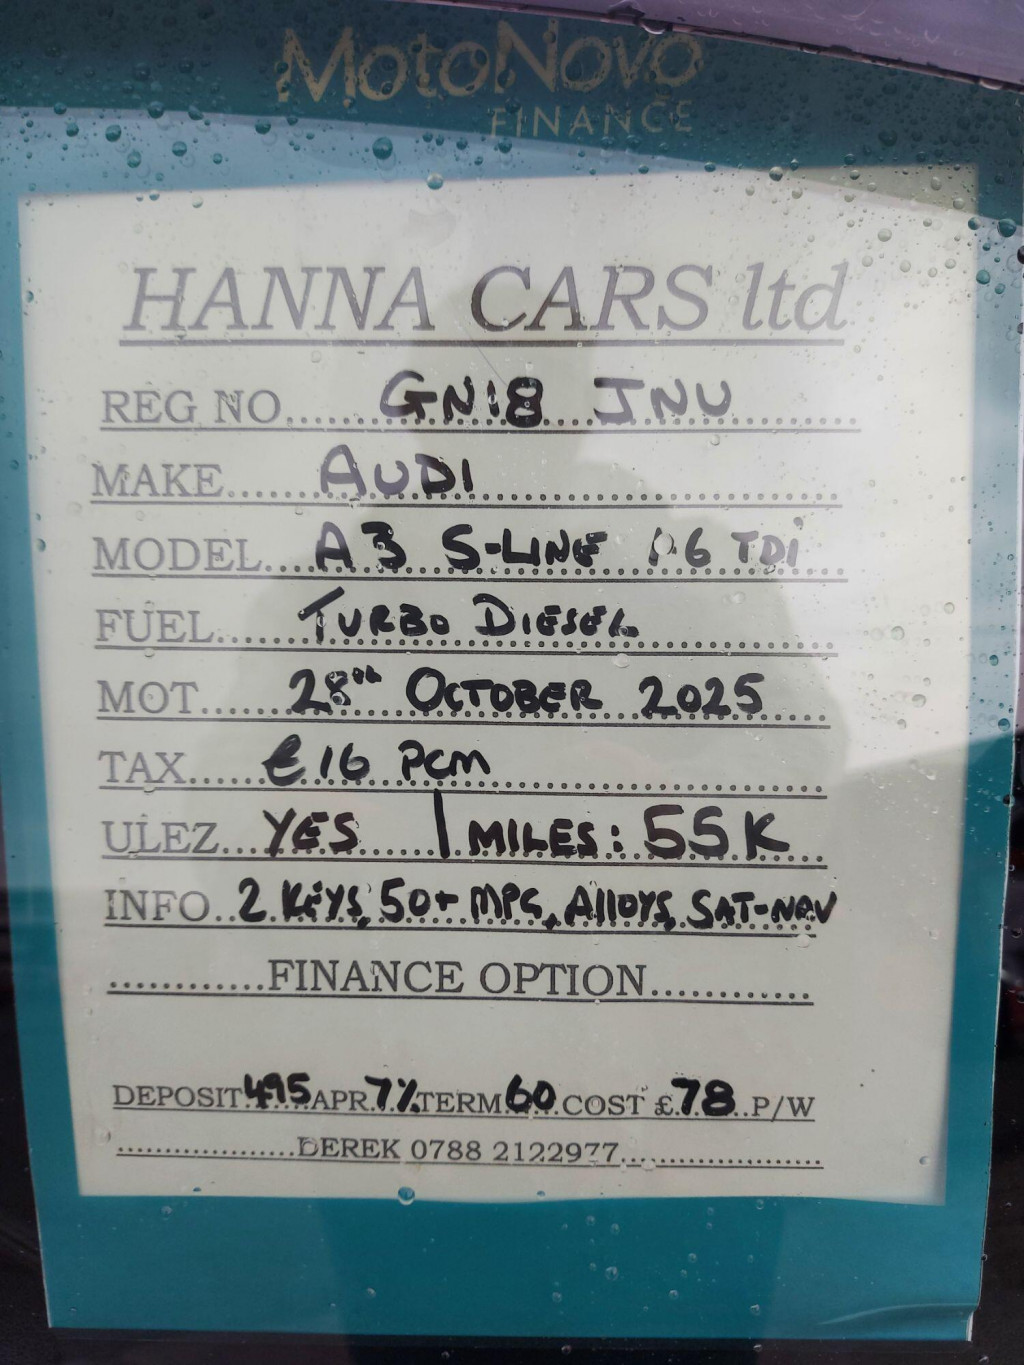 MotoNovo
FINANCE
HANNA CARS ltd
REG NO......GN18 JNU......
MAKE......AUDI......
MODEL....A3 S-LINE 1.6 TDI....
FUEL......TURBO DIESEL......
MOT......28th OCTOBER 2025......
TAX......£16 PCM......
ULEZ...YES | MILES: 55K...
INFO..2 KEYS, 50+ MPG, AllOYS, SAT-NAV
............FINANCE OPTION............
DEPOSIT.495.APR.7%.TERM.60.COST £.78..P/W
....................DEREK 0788 2122977.......................